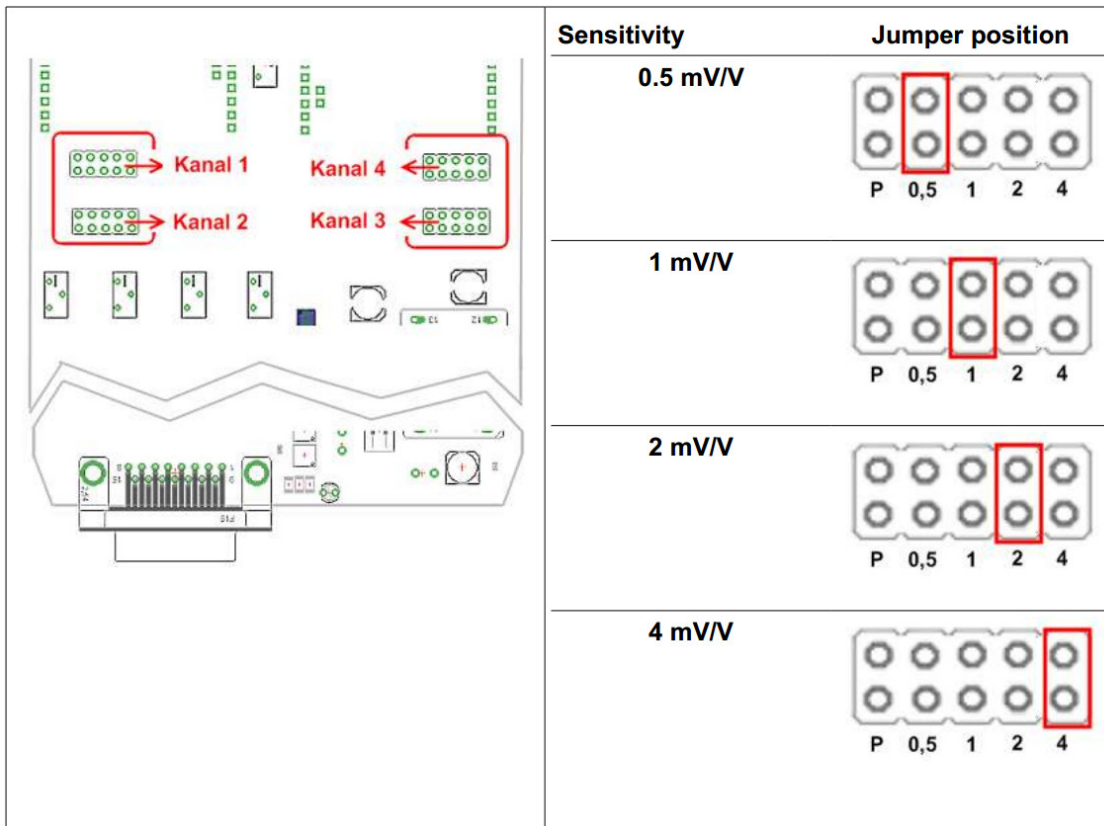 Sensitivity Jumper position
0.5 mV/V
P 0,5 1 2 4
1 mV/V
P 0,5 1 2 4
2 mV/V
P 0,5 1 2 4
4 mV/V
P 0,5 1 2 4
Kanal 1
Kanal 4
Kanal 2
Kanal 3
13
12